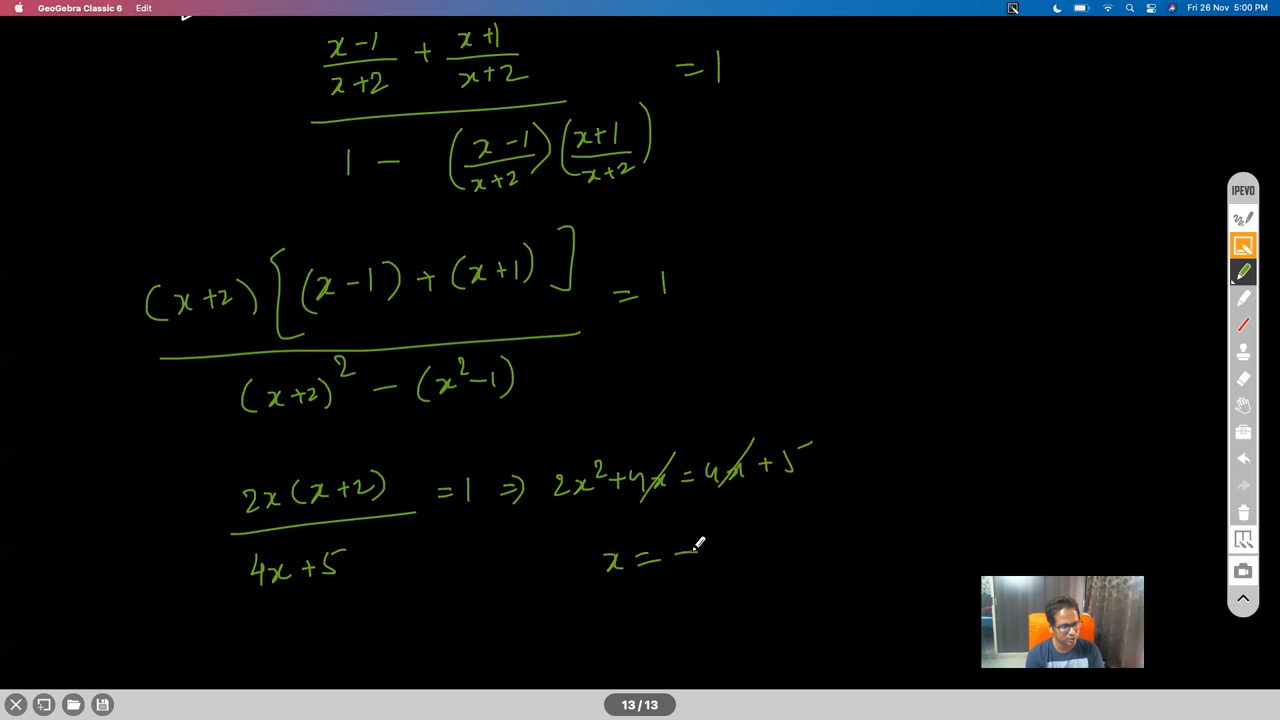 GeoGebra Classic 6 Edit Fri 26 Nov 5:00 PM
x-1/x+2 + x+1/x+2 = 1
1 - (x-1/x+2)(x+1/x+2)
IPEVO
(x+2)[(x-1)+(x+1)] = 1
(x+2)² - (x²-1)
2x(x+2) = 1 ⇒ 2x²+4x = 4x+5
4x+5
x = -
13/13